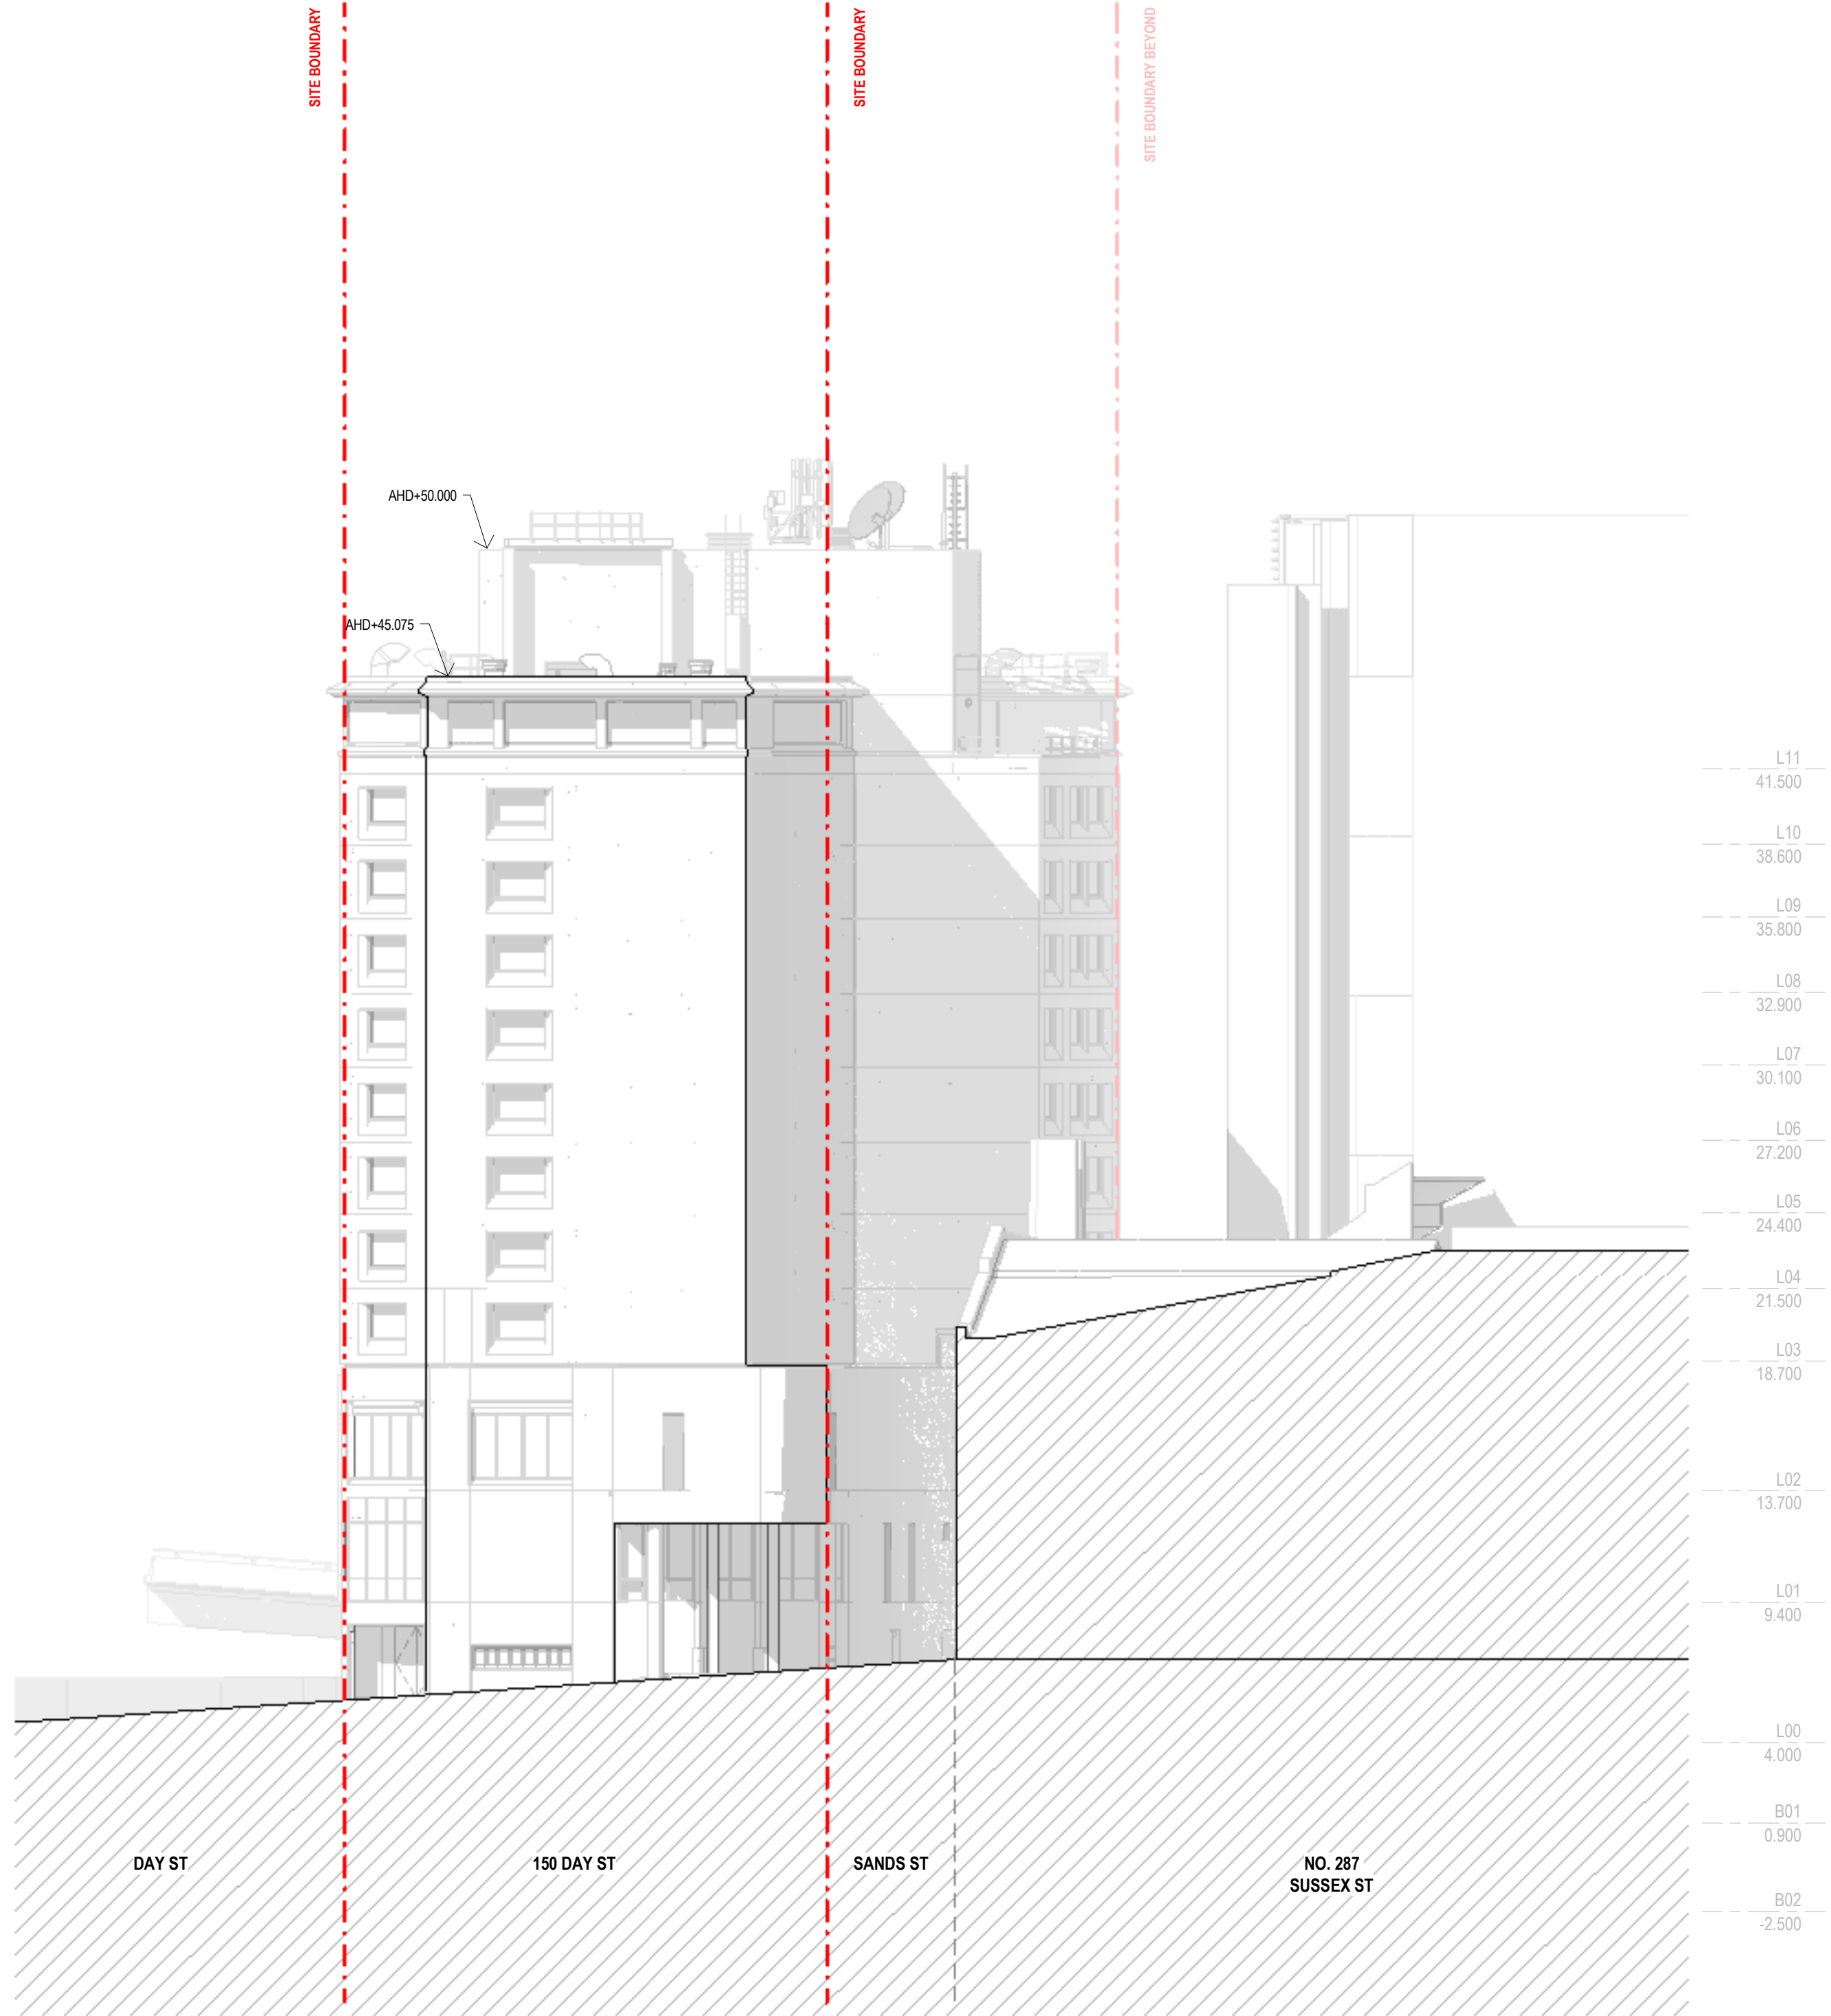 SITE BOUNDARY
SITE BOUNDARY
SITE BOUNDARY BEYOND
AHD+50.000
AHD+45.075
L11
41.500
L10
38.600
L09
35.800
L08
32.900
L07
30.100
L06
27.200
L05
24.400
L04
21.500
L03
18.700
L02
13.700
L01
9.400
L00
4.000
B01
0.900
B02
-2.500
DAY ST
150 DAY ST
SANDS ST
NO. 287
SUSSEX ST